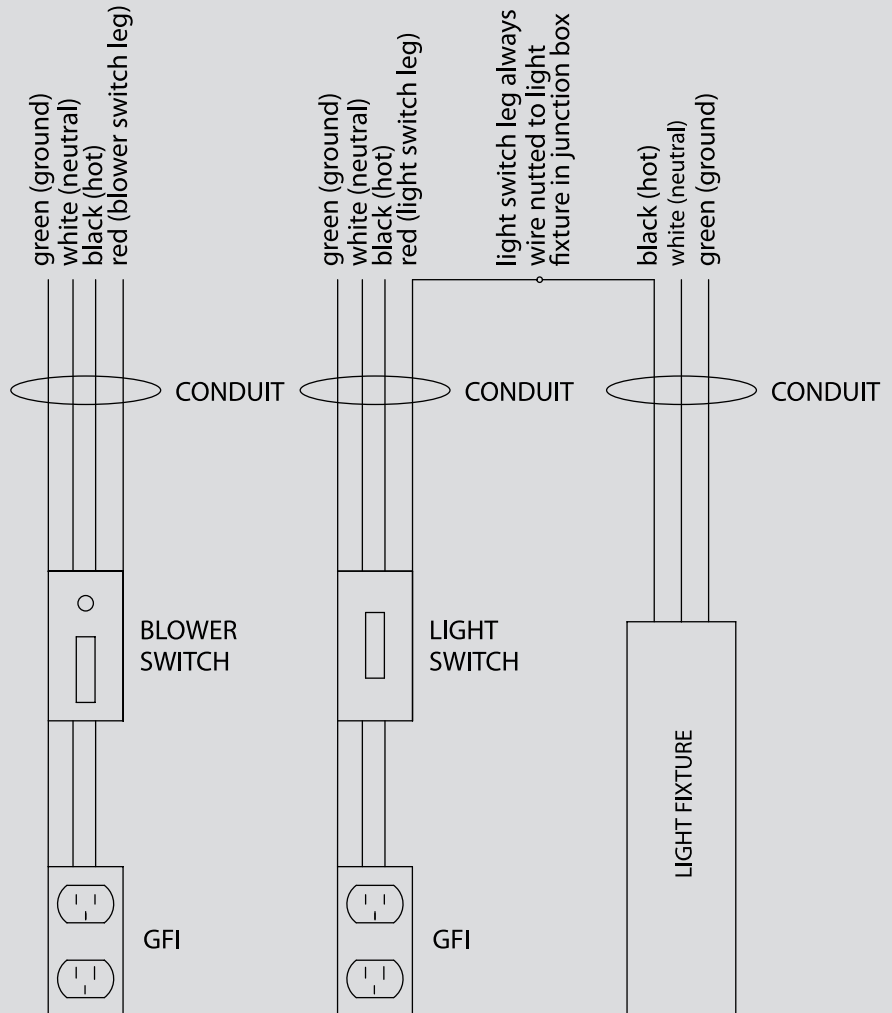 green (ground)
white (neutral)
black (hot)
red (blower switch leg)
green (ground)
white (neutral)
black (hot)
red (light switch leg)
light switch leg always
wire nutted to light
fixture in junction box
black (hot)
white (neutral)
green (ground)
CONDUIT
CONDUIT
CONDUIT
BLOWER
SWITCH
LIGHT
SWITCH
LIGHT FIXTURE
GFI
GFI